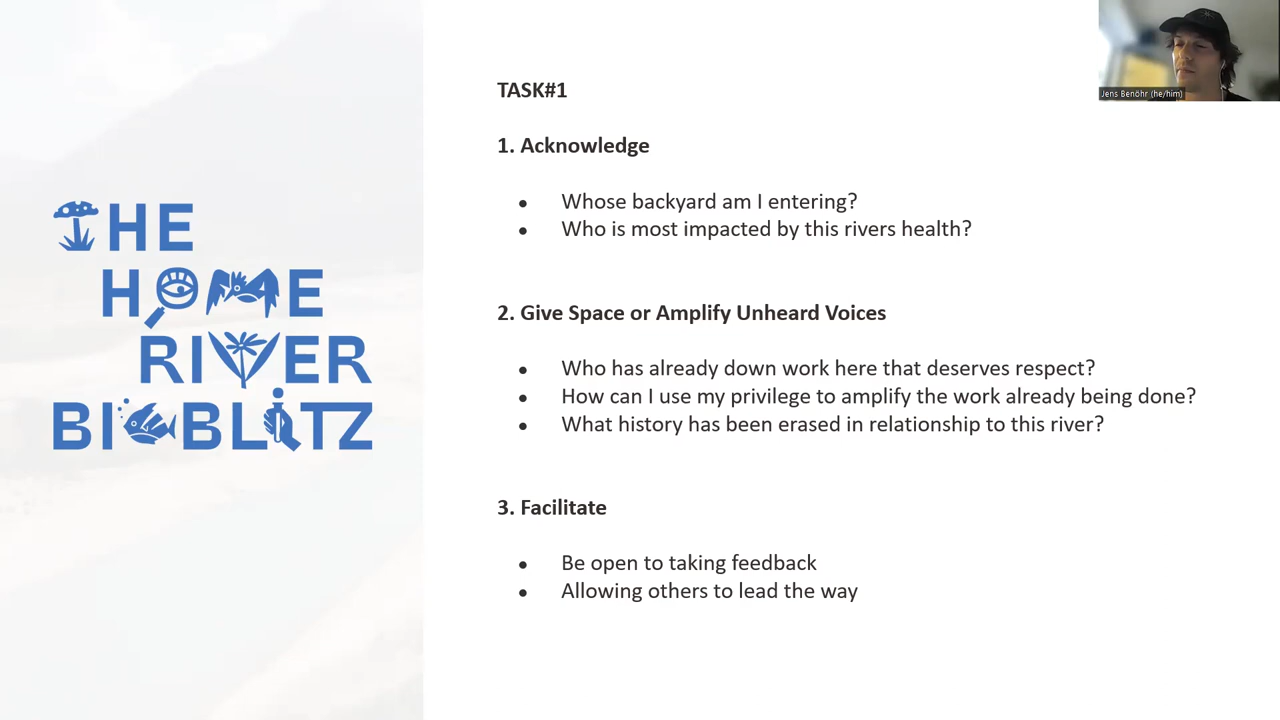 THE
HOME
RIVER
BIOBLITZ
Jens Benöhr (he/him)
TASK#1
1. Acknowledge
● Whose backyard am I entering?
● Who is most impacted by this rivers health?
2. Give Space or Amplify Unheard Voices
● Who has already down work here that deserves respect?
● How can I use my privilege to amplify the work already being done?
● What history has been erased in relationship to this river?
3. Facilitate
● Be open to taking feedback
● Allowing others to lead the way